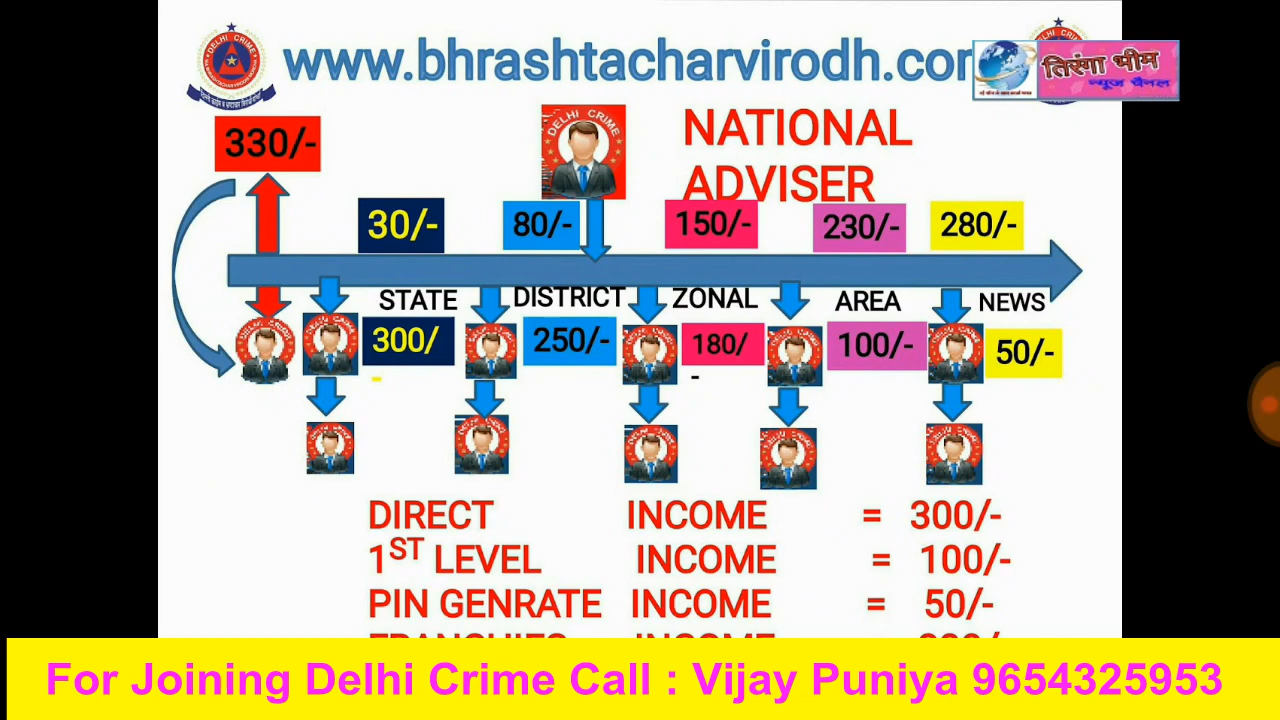 www.bhrashtacharvirodh.com
तिरंगा भीम
न्यूज चैनल
DELHI CRIME
NATIONAL
ADVISER
330/-
30/- 80/- 150/- 230/- 280/-
STATE DISTRICT ZONAL AREA NEWS
300/- 250/- 180/- 100/- 50/-
DIRECT INCOME = 300/-
1ST LEVEL INCOME = 100/-
PIN GENRATE INCOME = 50/-
For Joining Delhi Crime Call : Vijay Puniya 9654325953